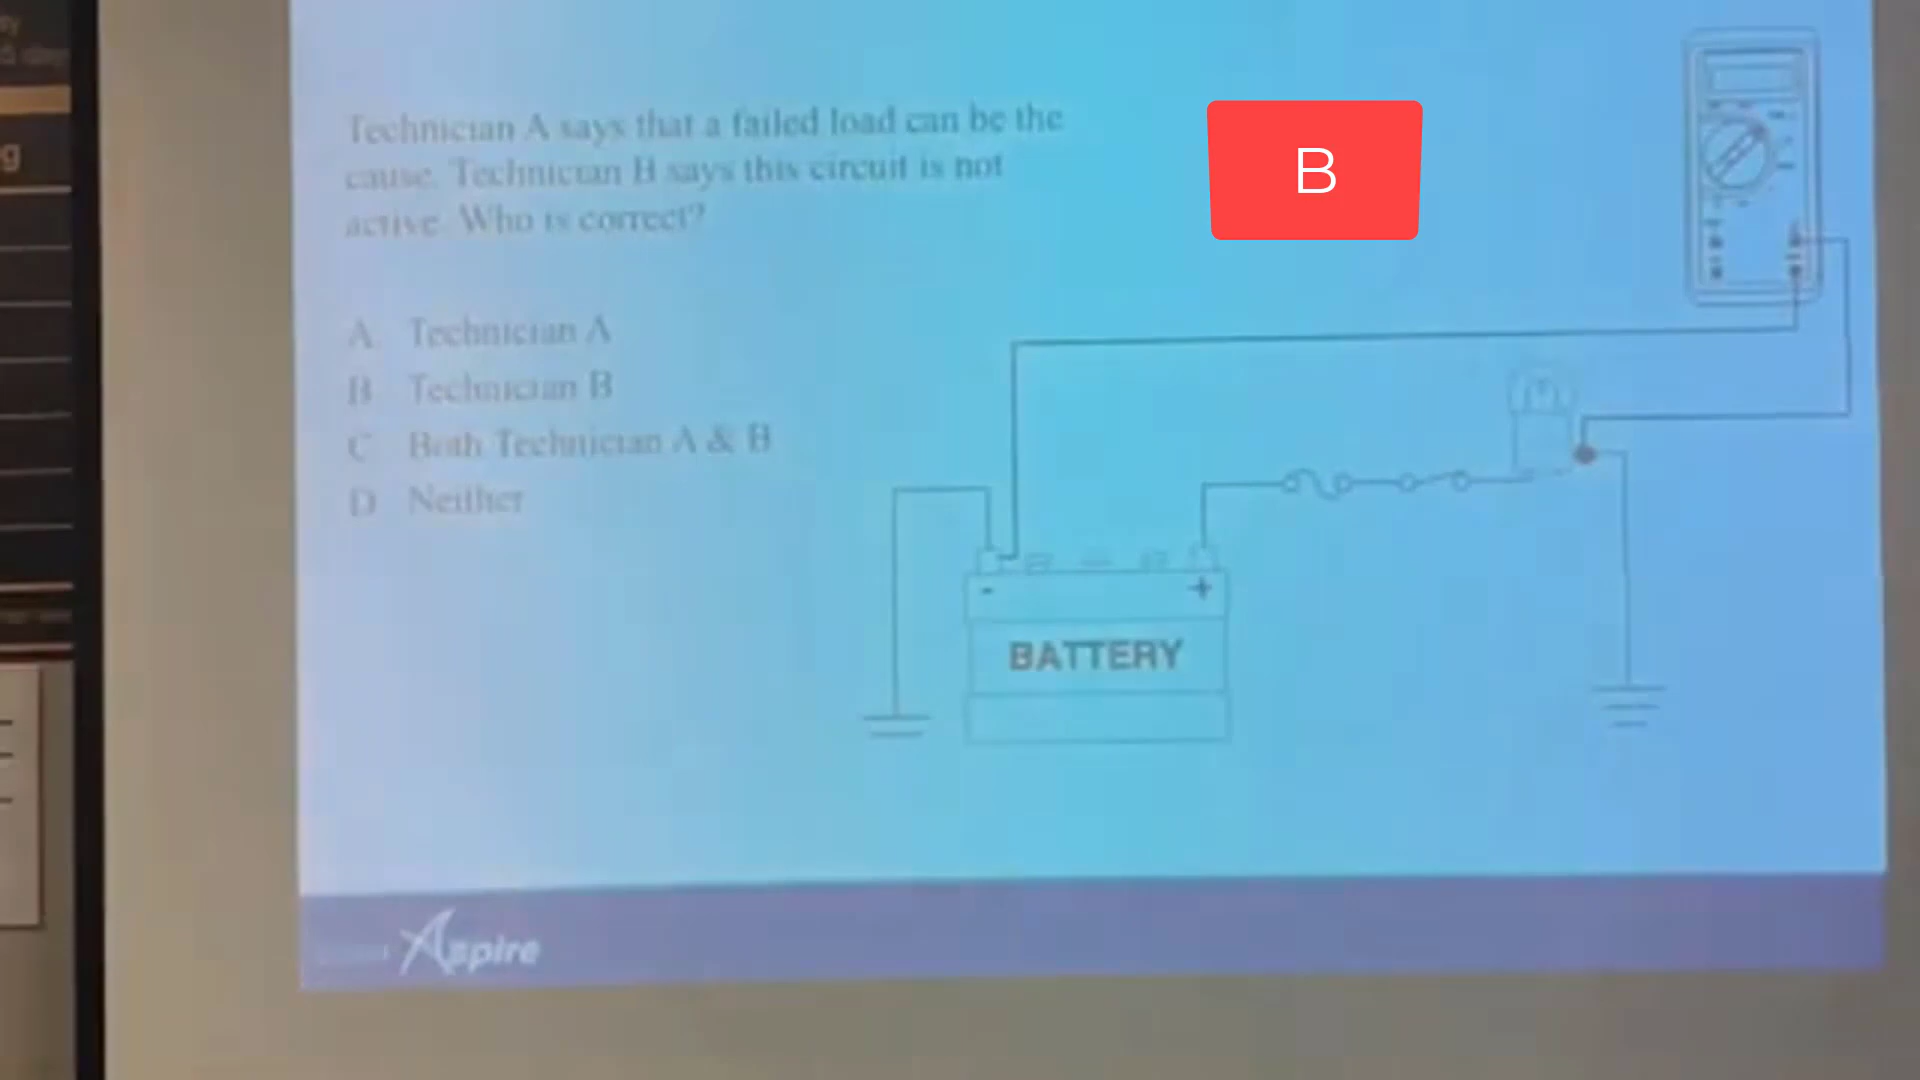 Technician A says that a failed load can be the
cause. Technician B says this circuit is not
active. Who is correct?
B
A Technician A
B Technician B
C Both Technician A & B
D Neither
- +
BATTERY
Aspire
g